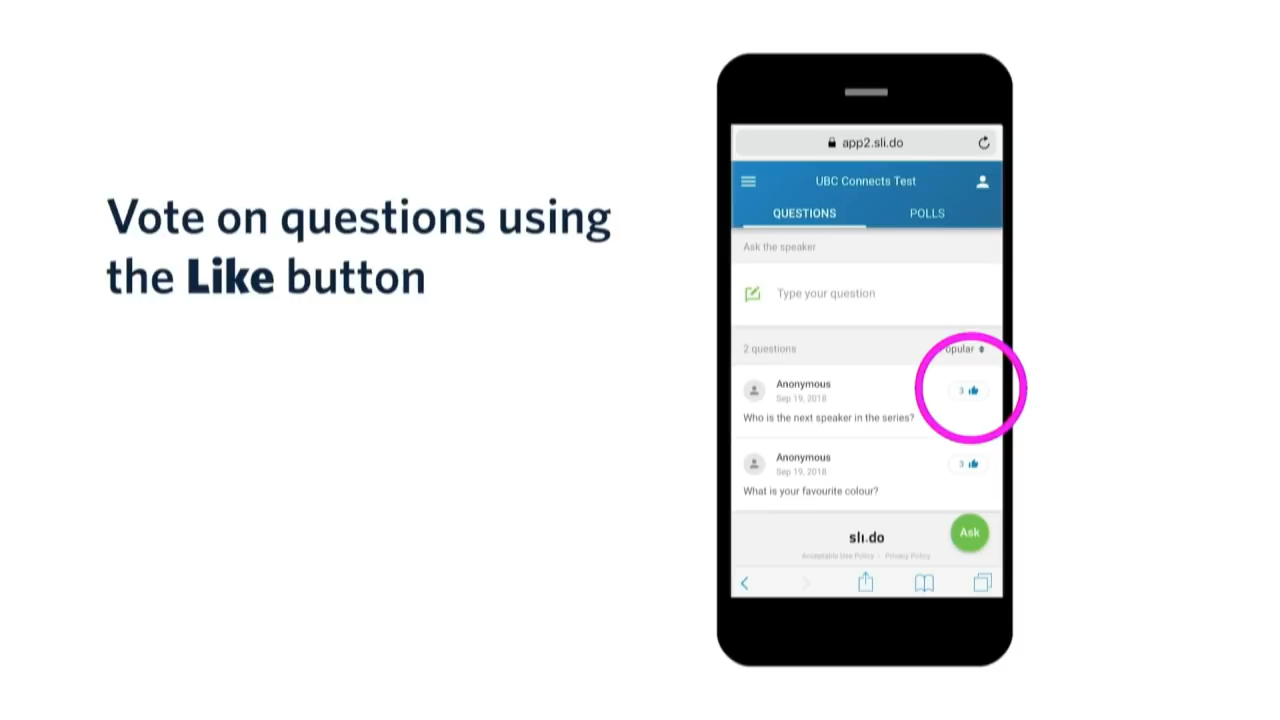 Vote on questions using
the Like button
app2.sli.do
UBC Connects Test
QUESTIONS POLLS
Ask the speaker
Type your question
2 questions opular
Anonymous
Sep 19, 2018
3
Who is the next speaker in the series?
Anonymous
Sep 19, 2018
3
What is your favourite colour?
sli.do
Ask
Acceptable Use Policy - Privacy Policy